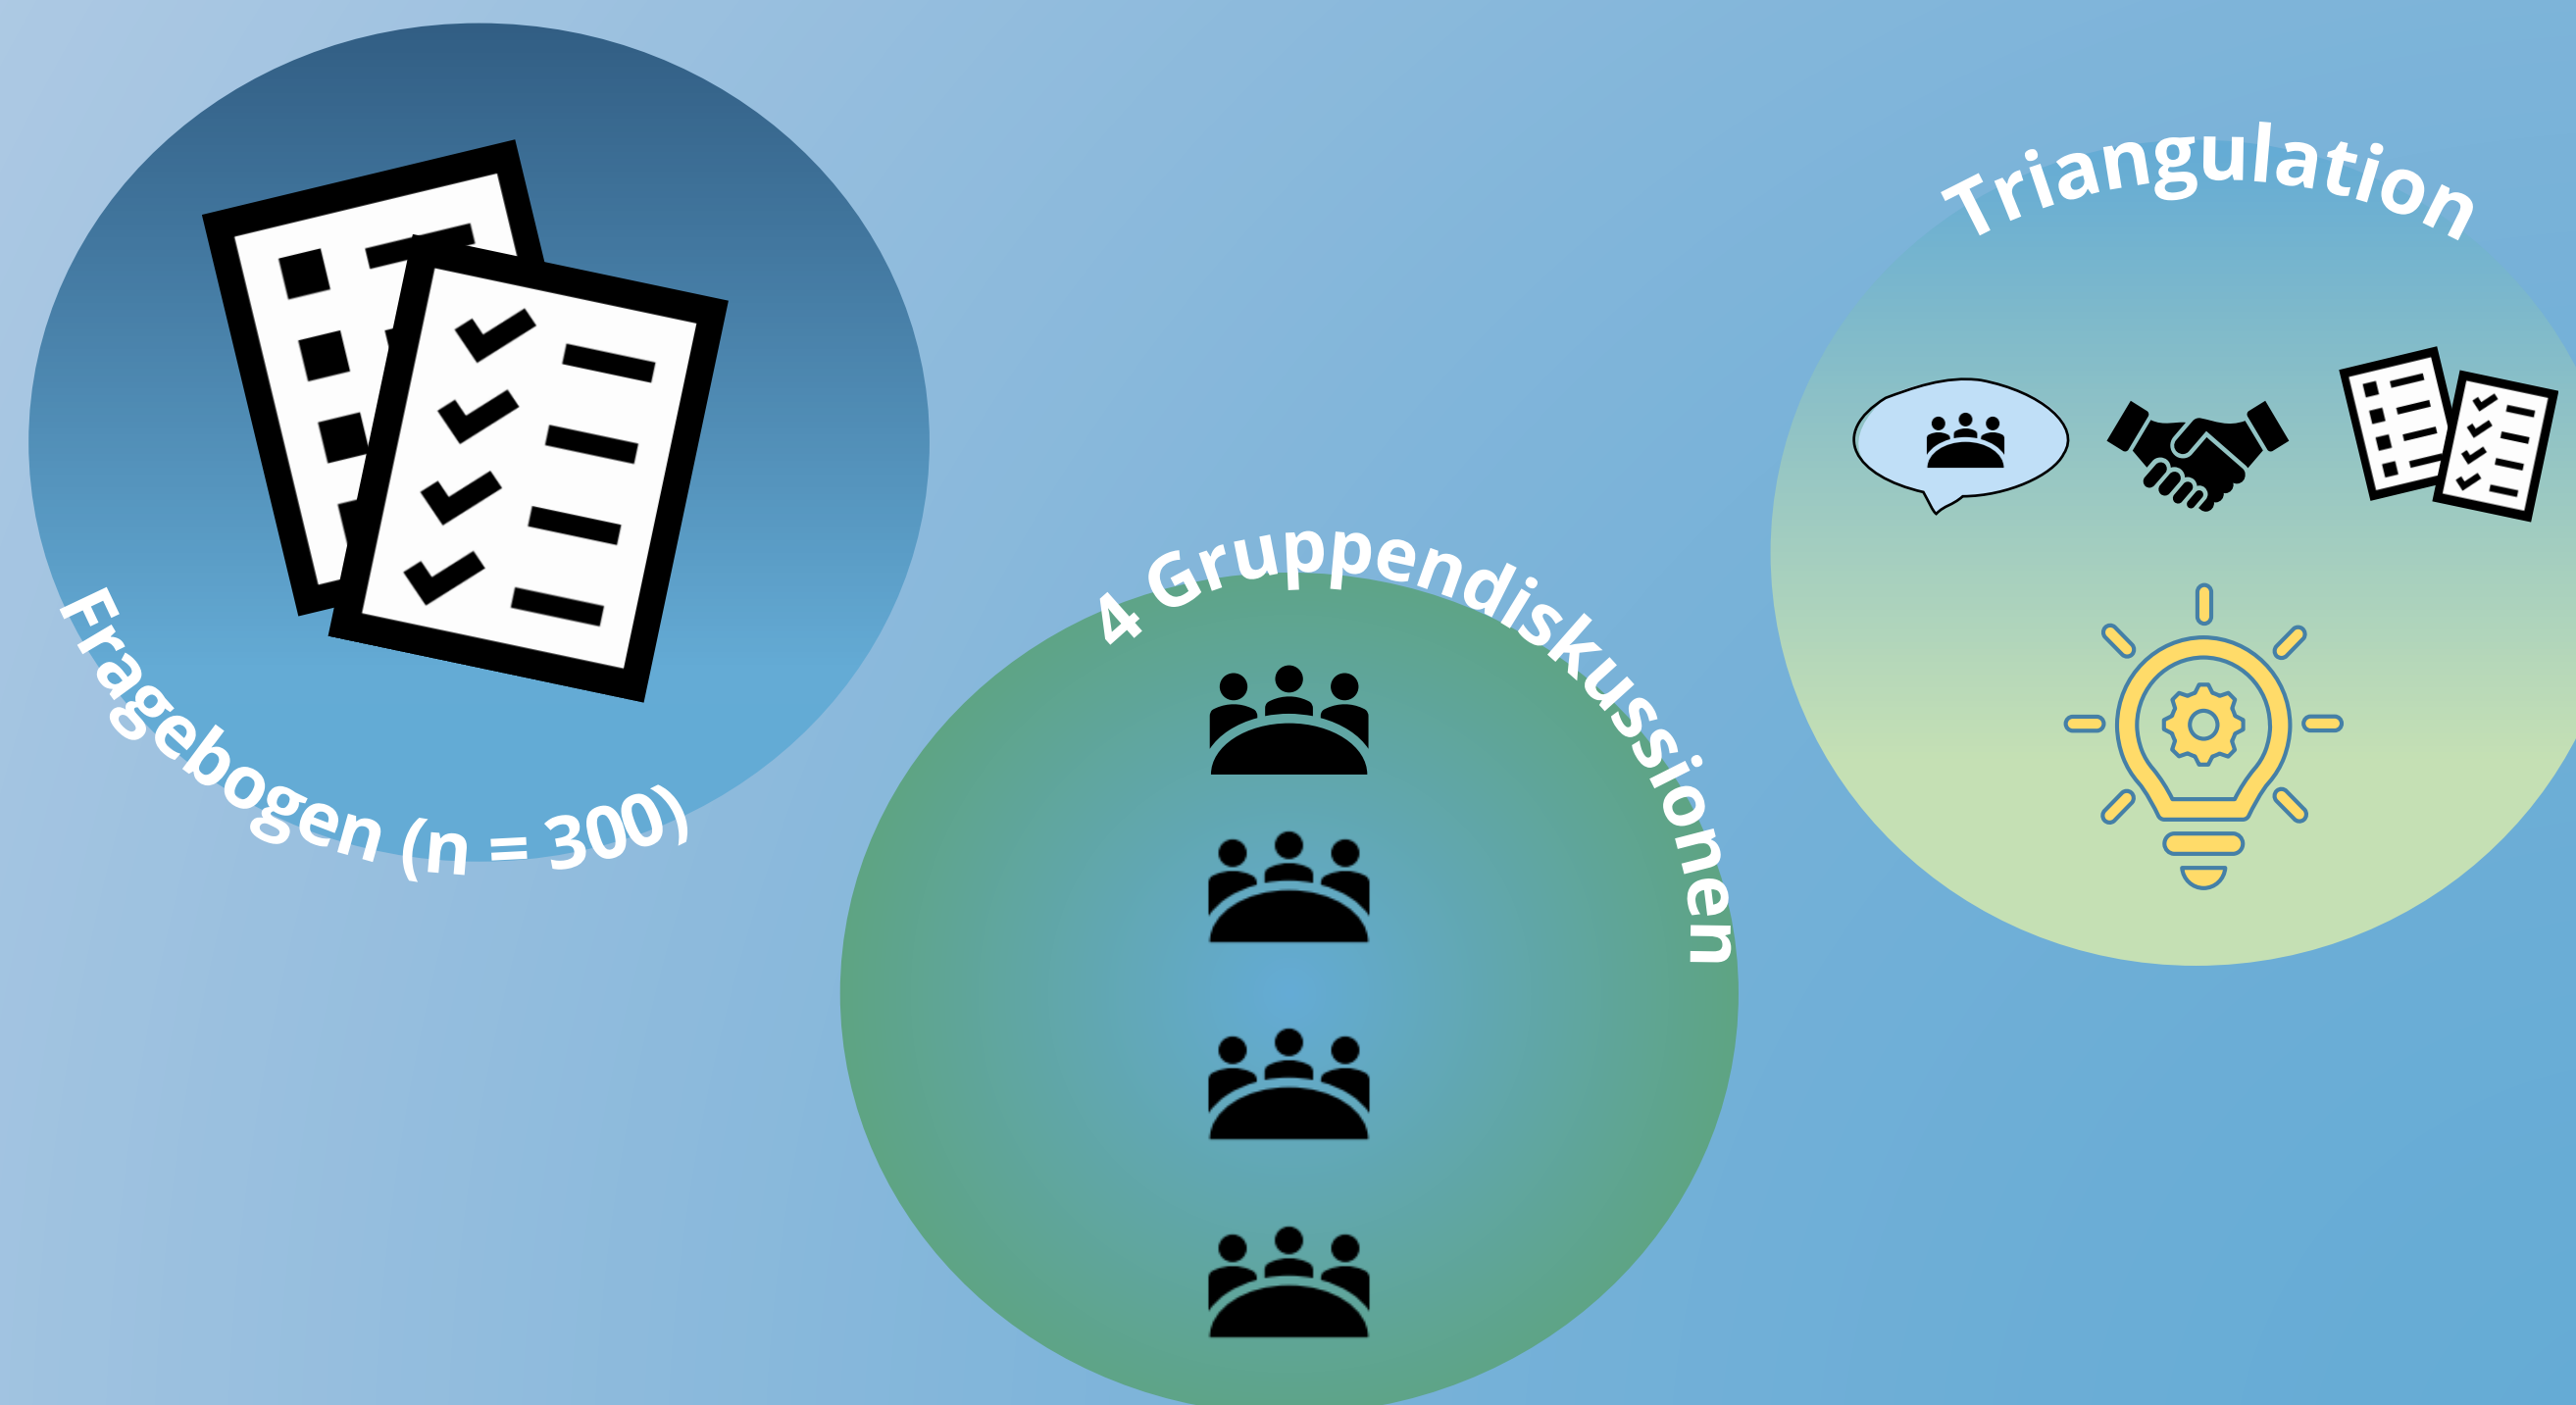 Fragebogen (n = 300)
4 Gruppendiskussionen
Triangulation